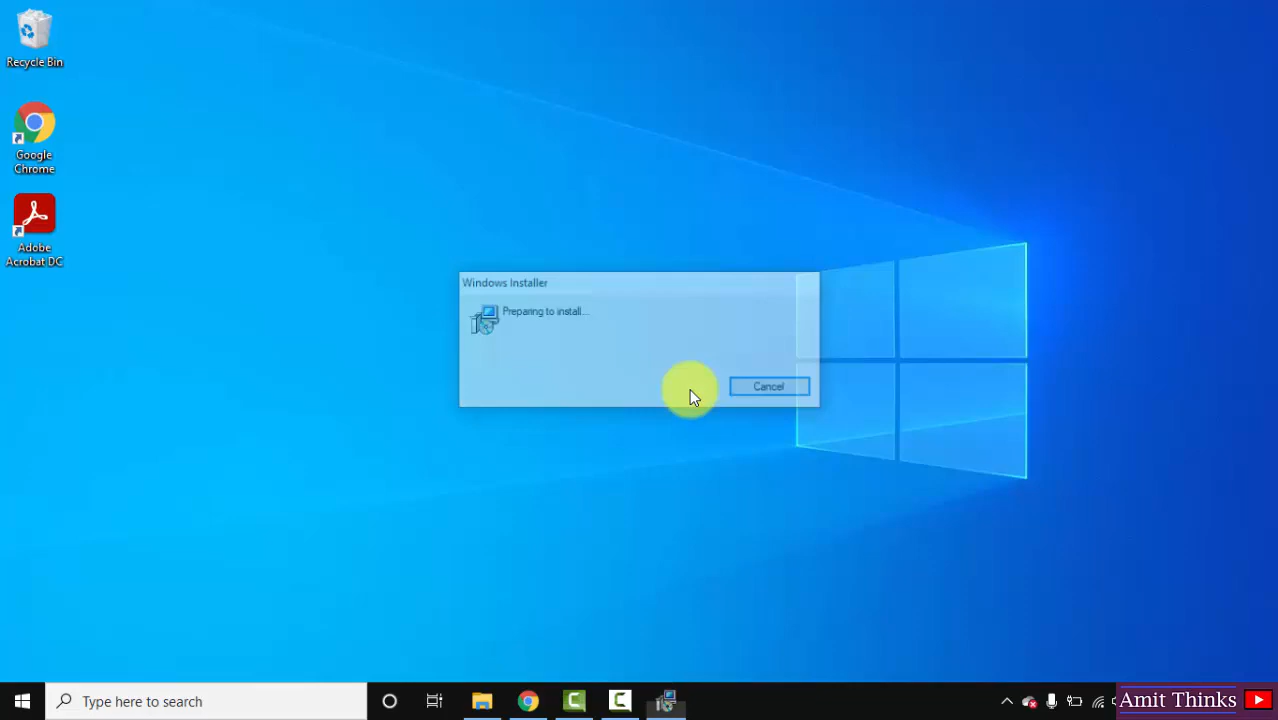 Recycle Bin
Google
Chrome
Adobe
Acrobat DC
Windows Installer
Preparing to install...
Cancel
Type here to search
Amit Thinks